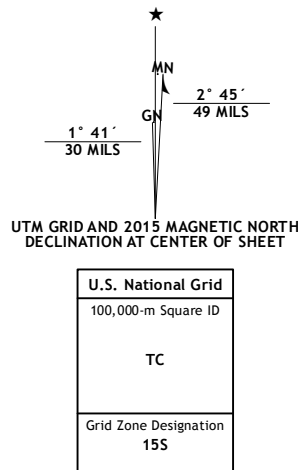 ★
MN
GN
1° 41´
30 MILS
2° 45´
49 MILS
UTM GRID AND 2015 MAGNETIC NORTH
DECLINATION AT CENTER OF SHEET
U.S. National Grid
100,000-m Square ID
TC
Grid Zone Designation
15S